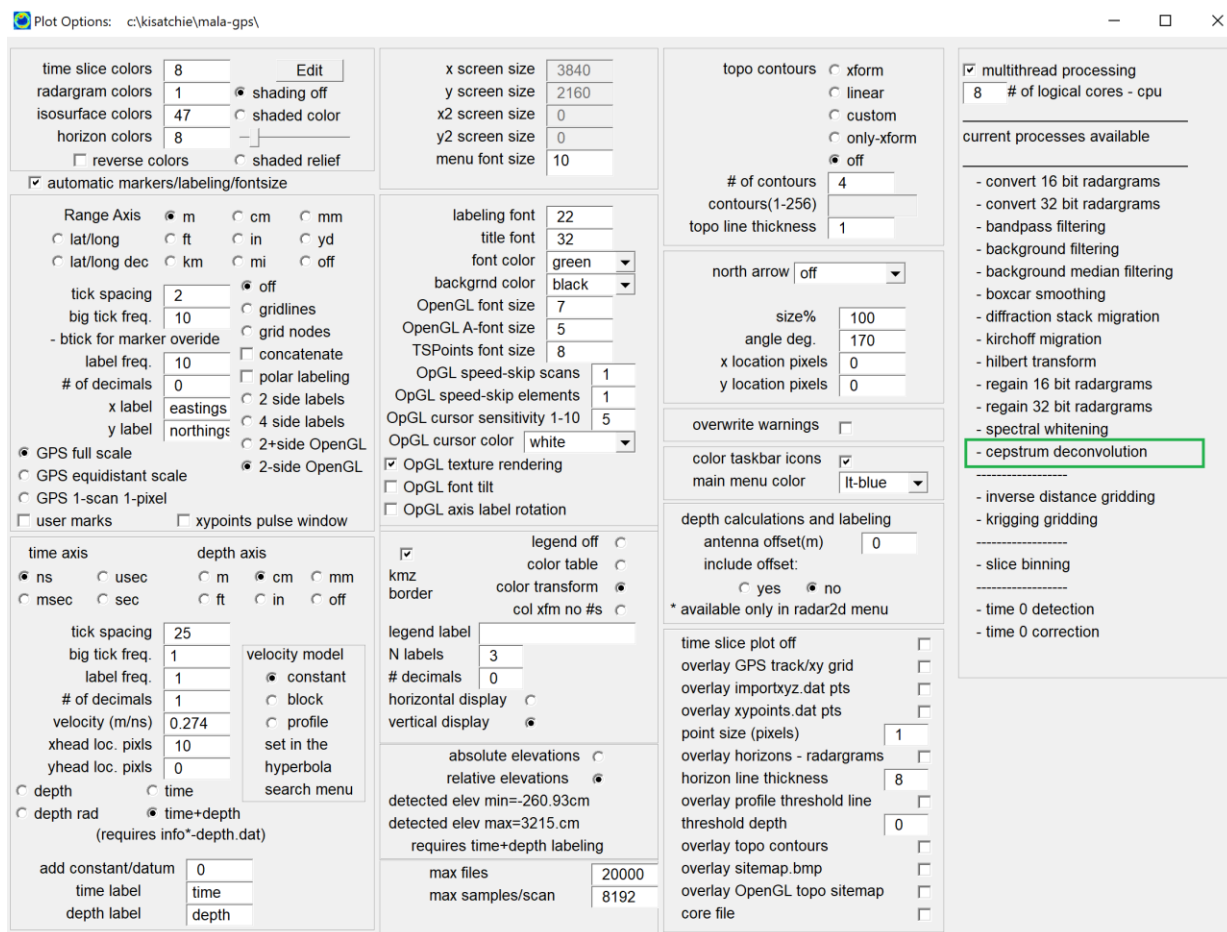 Plot Options: c:\kisatchie\mala-gps\
time slice colors 8 Edit
radargram colors 1 shading off
isosurface colors 47 shaded color
horizon colors 8
reverse colors shaded relief
automatic markers/labeling/fontsize
Range Axis m cm mm
lat/long ft in yd
lat/long dec km mi off
tick spacing 2 off
big tick freq. 10 gridlines
- btick for marker overide grid nodes
label freq. 10 concatenate
# of decimals 0 polar labeling
x label eastings 2 side labels
y label northings 4 side labels
GPS full scale 2+side OpenGL
GPS equidistant scale 2-side OpenGL
GPS 1-scan 1-pixel
user marks xypoints pulse window
time axis depth axis
ns usec m cm mm
msec sec ft in off
tick spacing 25
big tick freq. 1 velocity model
label freq. 1 constant
# of decimals 1 block
velocity (m/ns) 0.274 profile
xhead loc. pixls 10 set in the
yhead loc. pixls 0 hyperbola
depth time search menu
depth rad time+depth
(requires info*-depth.dat)
add constant/datum 0
time label time
depth label depth
x screen size 3840
y screen size 2160
x2 screen size 0
y2 screen size 0
menu font size 10
labeling font 22
title font 32
font color green
backgrnd color black
OpenGL font size 7
OpenGL A-font size 5
TSPoints font size 8
OpGL speed-skip scans 1
OpGL speed-skip elements 1
OpGL cursor sensitivity 1-10 5
OpGL cursor color white
OpGL texture rendering
OpGL font tilt
OpGL axis label rotation
legend off
color table
kmz color transform
border col xfm no #s
legend label
N labels 3
# decimals 0
horizontal display
vertical display
absolute elevations
relative elevations
detected elev min=-260.93cm
detected elev max=3215.cm
requires time+depth labeling
max files 20000
max samples/scan 8192
topo contours xform
linear
custom
only-xform
off
# of contours 4
contours(1-256)
topo line thickness 1
north arrow off
size% 100
angle deg. 170
x location pixels 0
y location pixels 0
overwrite warnings
color taskbar icons
main menu color lt-blue
depth calculations and labeling
antenna offset(m) 0
include offset:
yes no
* available only in radar2d menu
time slice plot off
overlay GPS track/xy grid
overlay importxyz.dat pts
overlay xypoints.dat pts
point size (pixels) 1
overlay horizons - radargrams
horizon line thickness 8
overlay profile threshold line
threshold depth 0
overlay topo contours
overlay sitemap.bmp
overlay OpenGL topo sitemap
core file
multithread processing
8 # of logical cores - cpu
current processes available
- convert 16 bit radargrams
- convert 32 bit radargrams
- bandpass filtering
- background filtering
- background median filtering
- boxcar smoothing
- diffraction stack migration
- kirchoff migration
- hilbert transform
- regain 16 bit radargrams
- regain 32 bit radargrams
- spectral whitening
- cepstrum deconvolution
------------------
- inverse distance gridding
- krigging gridding
------------------
- slice binning
------------------
- time 0 detection
- time 0 correction